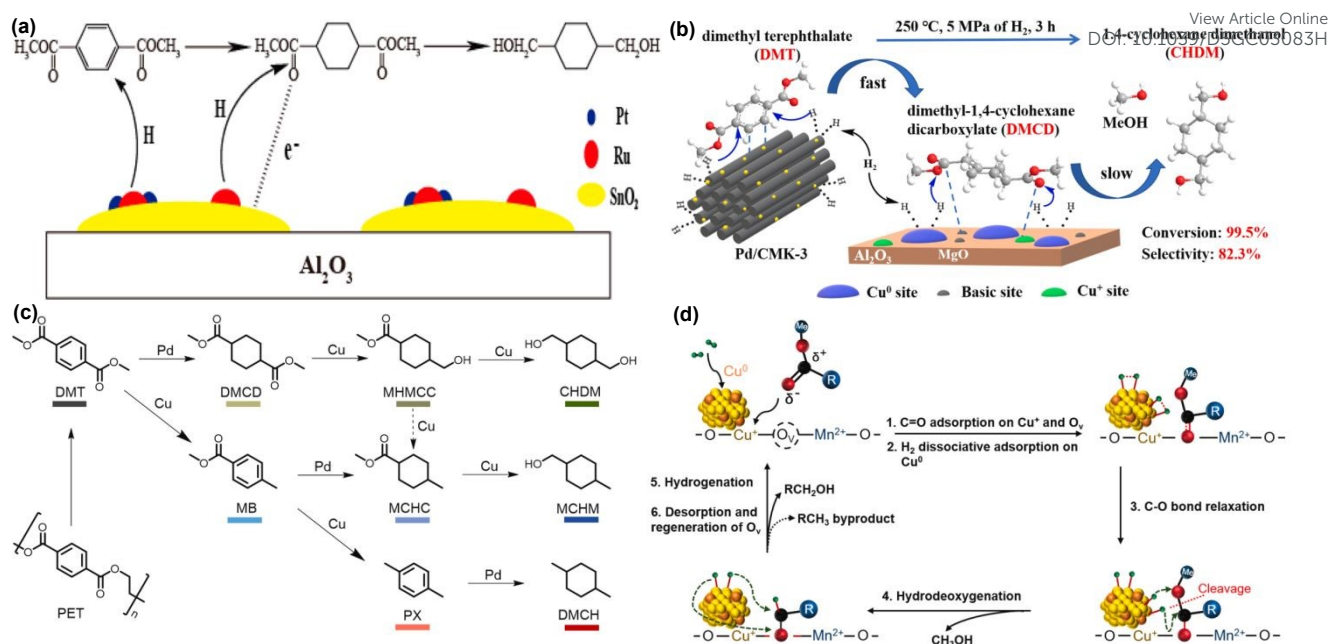 View Article Online
DOI: 10.1039/D5GC05083H
(a)
H₃COC
COCH₃
H₃COC
COCH₃
HOH₂C
CH₂OH
O
O
O
O
H
H
e⁻
Pt
Ru
SnO₂
Al₂O₃
(b)
dimethyl terephthalate
(DMT)
250 °C, 5 MPa of H₂, 3 h
1,4-cyclohexane dimethanol
(CHDM)
fast
dimethyl-1,4-cyclohexane
dicarboxylate (DMCD)
MeOH
H
H
H
H
H₂
slow
H
H
H
H
H
H
Pd/CMK-3
Al₂O₃
MgO
Conversion: 99.5%
Selectivity: 82.3%
Cu⁰ site
Basic site
Cu⁺ site
(c)
DMT
Pd
DMCD
Cu
MHMCC
Cu
CHDM
Cu
Cu
MB
Pd
MCHC
Cu
MCHM
Cu
PET
n
PX
Pd
DMCH
(d)
Cu⁰
Me
O
δ⁺
R
δ⁻
–O–Cu⁺–(Oᵥ)–Mn²⁺–O–
1. C=O adsorption on Cu⁺ and Oᵥ
2. H₂ dissociative adsorption on
Cu⁰
Me
R
–O–Cu⁺ Mn²⁺–O–
3. C-O bond relaxation
Me
Cleavage
R
–O–Cu⁺ Mn²⁺–O–
4. Hydrodeoxygenation
CH₃OH
R
–O–Cu⁺ Mn²⁺–O–
5. Hydrogenation
6. Desorption and
regeneration of Oᵥ
RCH₂OH
RCH₃ byproduct